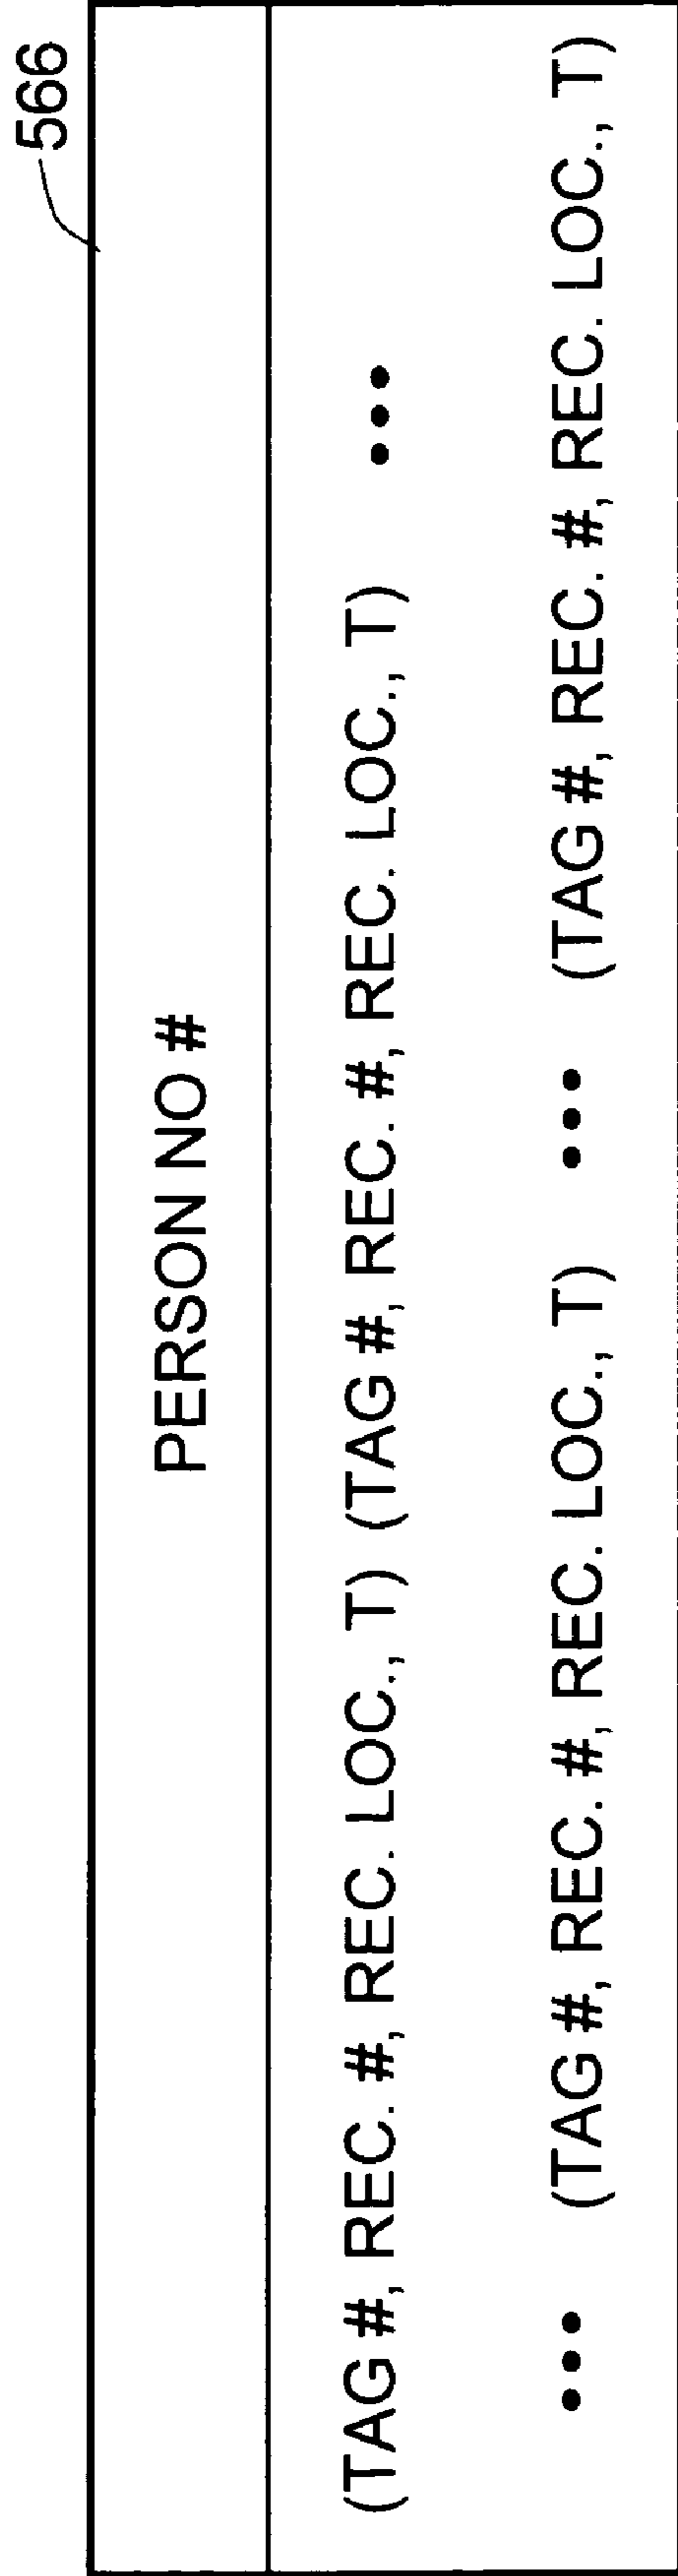 566
PERSON NO #
(TAG #, REC. #, REC. LOC., T) (TAG #, REC. #, REC. LOC., T) •••
••• (TAG #, REC. #, REC. LOC., T) ••• (TAG #, REC. #, REC. LOC., T)